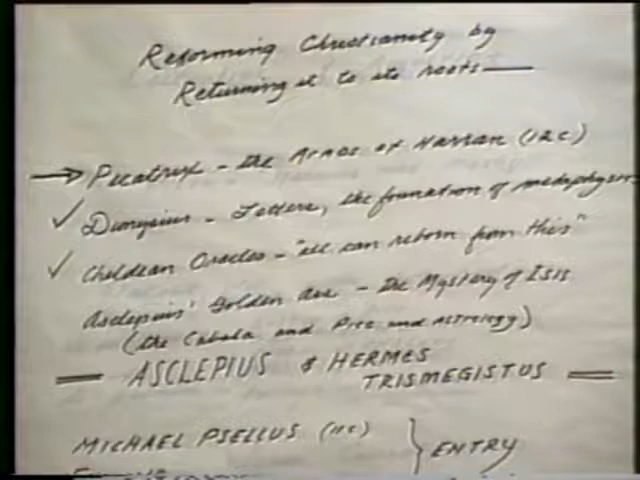 Reforming Christianity by
Returning it to its roots —
→ Picatrix - the Arabs of Harran (12C)
✓ Dionysius - Letters, the foundation of metaphysics
✓ Chaldean Oracles - "all can reborn from this"
Asclepius' Golden Ass - the Mystery of ISIS
(the Cabala and Pico and astrology)
ASCLEPIUS & HERMES
TRISMEGISTUS
MICHAEL PSELLUS (11C) } ENTRY